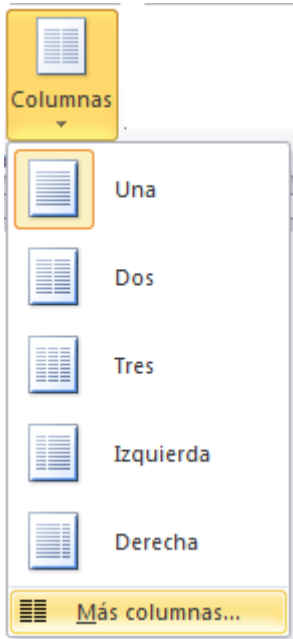 Columnas
Una
Dos
Tres
Izquierda
Derecha
Más columnas...